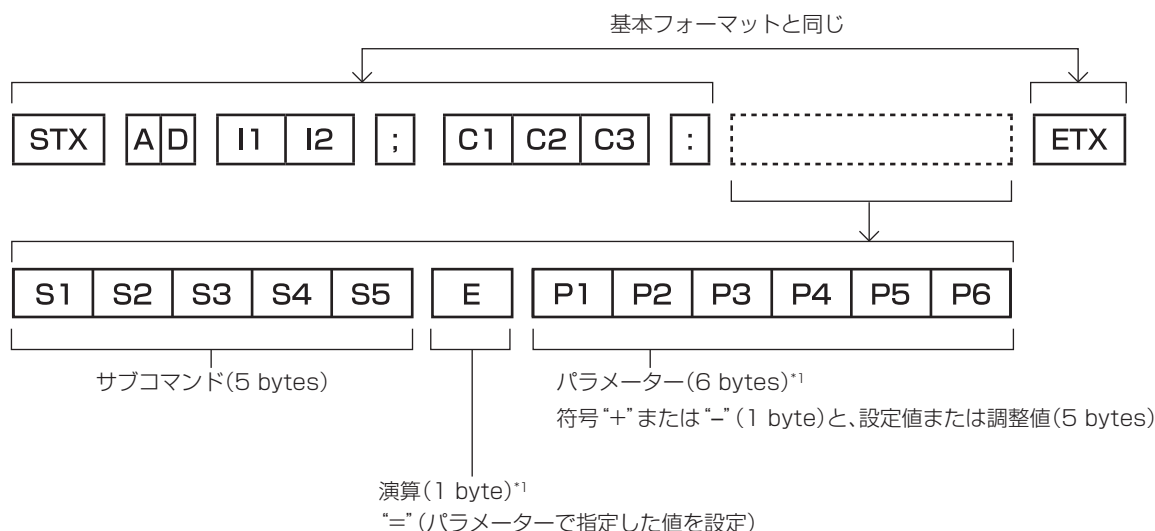 基本フォーマットと同じ
STX AD I1 I2 ; C1 C2 C3 : ETX
S1 S2 S3 S4 S5 E P1 P2 P3 P4 P5 P6
サブコマンド(5 bytes)
パラメーター(6 bytes)*1
符号“+”または“−”(1 byte)と、設定値または調整値(5 bytes)
演算(1 byte)*1
“=”(パラメーターで指定した値を設定)